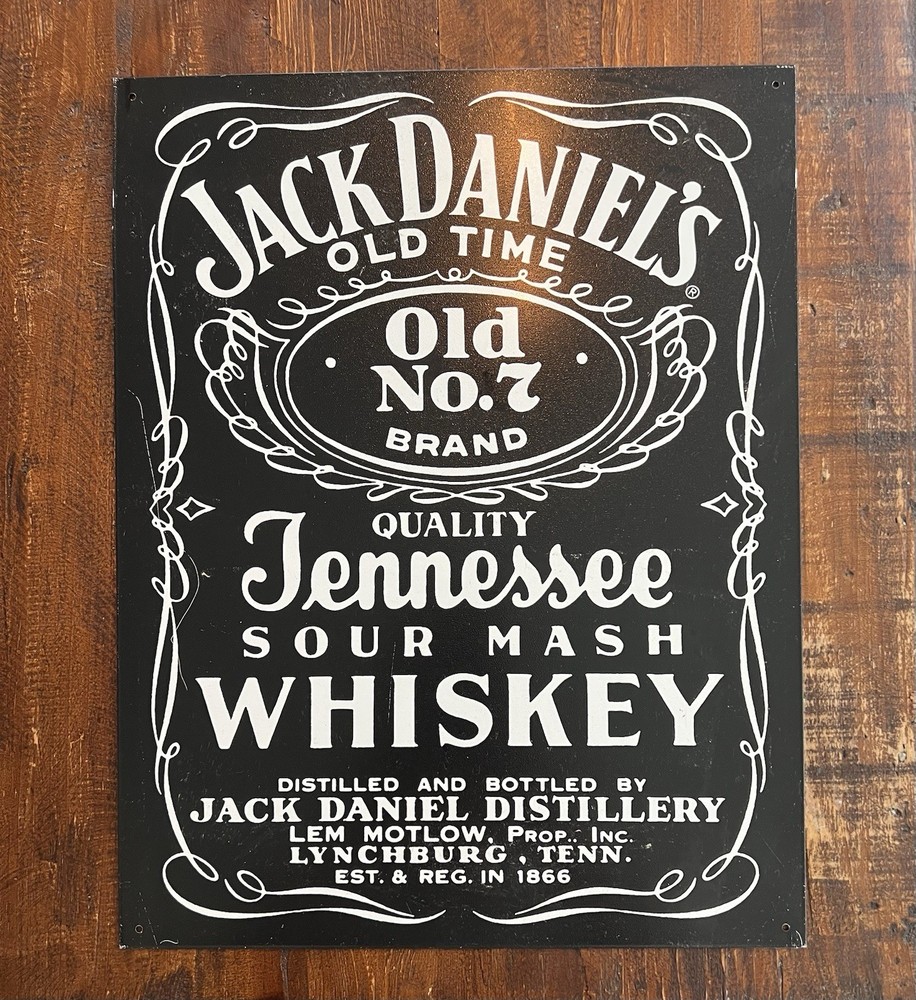 JACK DANIEL'S
®
OLD TIME
Old
No.7
BRAND
QUALITY
Tennessee
SOUR MASH
WHISKEY
DISTILLED AND BOTTLED BY
JACK DANIEL DISTILLERY
LEM MOTLOW, PROP., INC.
LYNCHBURG, TENN.
EST. & REG. IN 1866